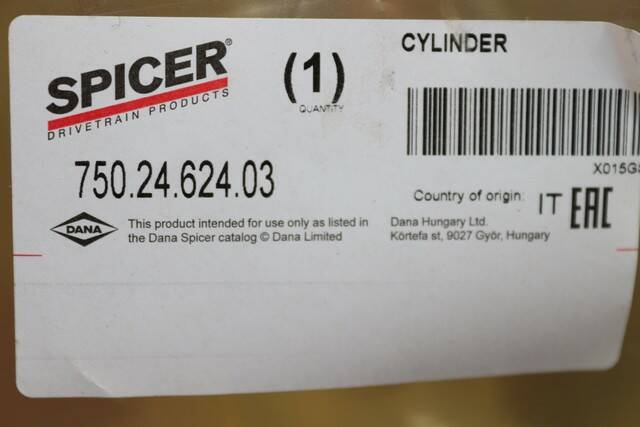 SPICER®
DRIVETRAIN PRODUCTS
(1)
QUANTITY
CYLINDER
750.24.624.03
Country of origin: IT EAC
DANA
This product intended for use only as listed in
the Dana Spicer catalog © Dana Limited
Dana Hungary Ltd.
Körtefa st, 9027 Győr, Hungary